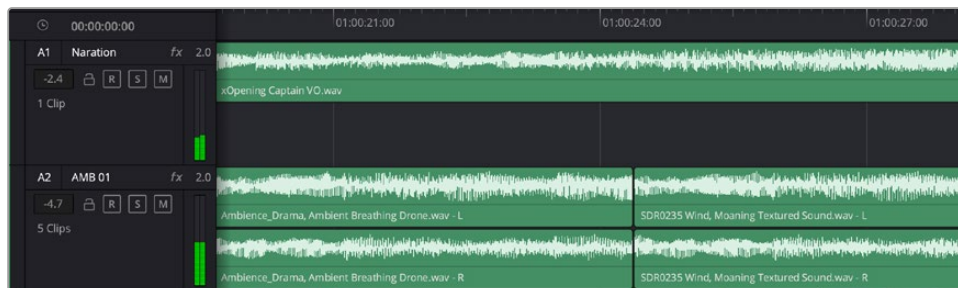 00:00:00:00 01:00:21:00 01:00:24:00 01:00:27:00
A1 Naration fx 2.0
-2.4 R S M
xOpening Captain VO.wav
1 Clip
A2 AMB 01 fx 2.0
-4.7 R S M
Ambience_Drama, Ambient Breathing Drone.wav - L SDR0235 Wind, Moaning Textured Sound.wav - L
5 Clips
Ambience_Drama, Ambient Breathing Drone.wav - R SDR0235 Wind, Moaning Textured Sound.wav - R